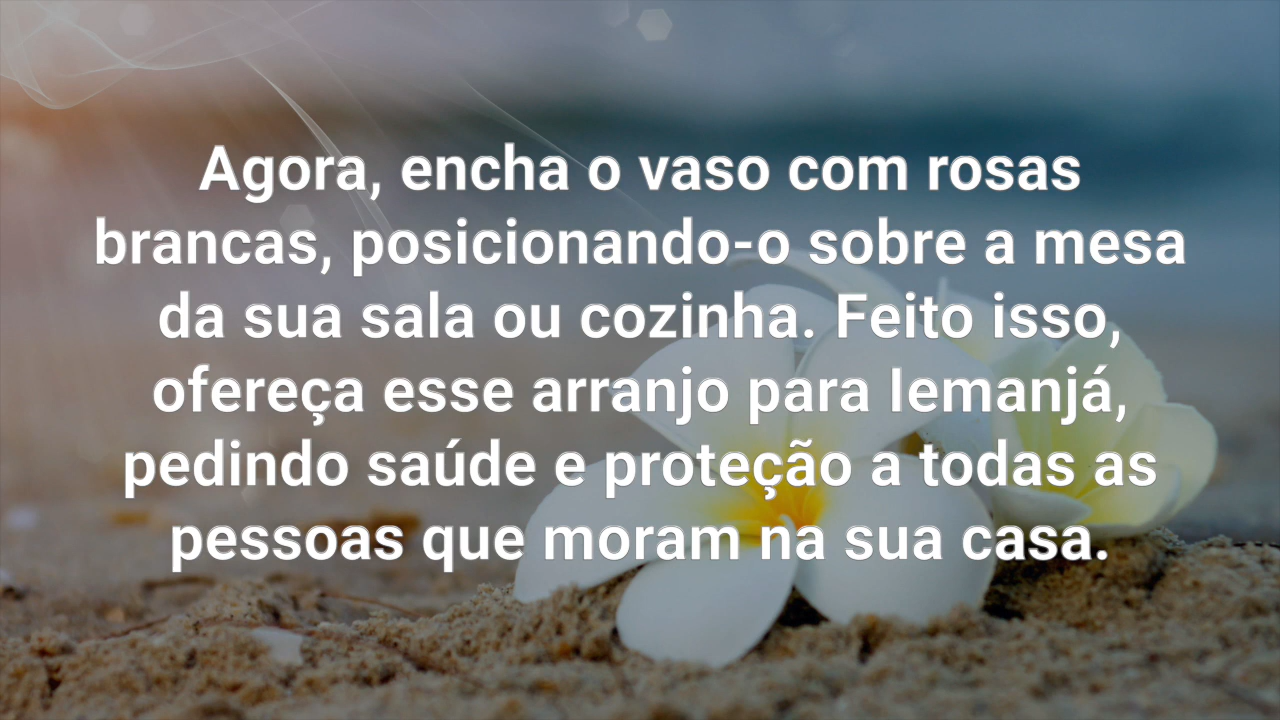 Agora, encha o vaso com rosas
brancas, posicionando-o sobre a mesa
da sua sala ou cozinha. Feito isso,
ofereça esse arranjo para Iemanjá,
pedindo saúde e proteção a todas as
pessoas que moram na sua casa.